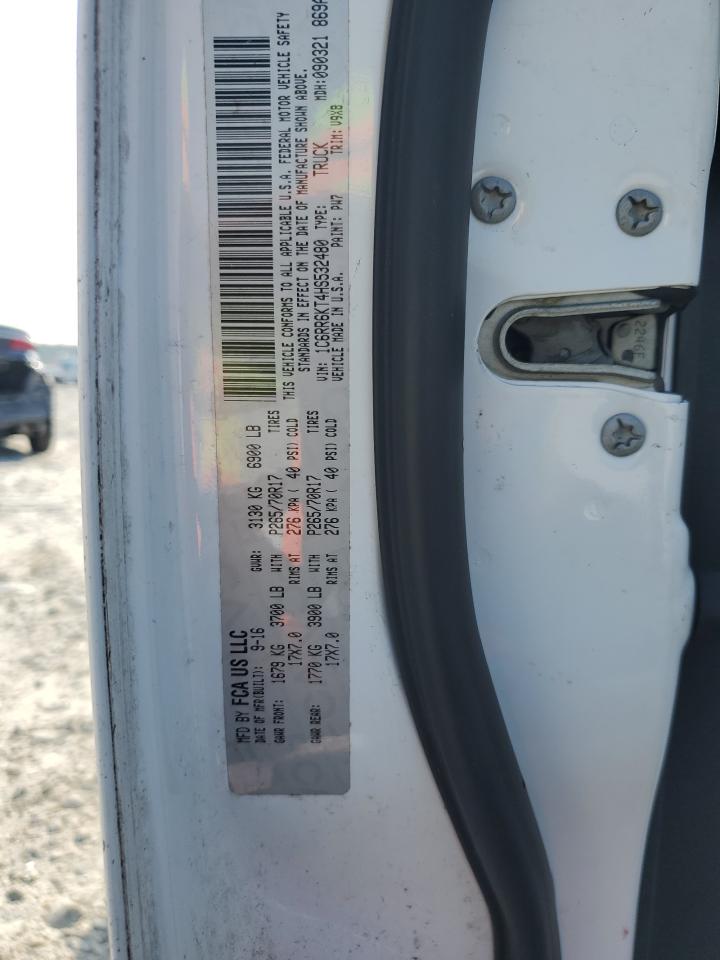 MFD BY FCA US LLC
DATE OF MFR(BUILT): 9-16 GVWR: 3130 KG 6900 LB
GAWR FRONT: 1679 KG 3700 LB WITH P265/70R17 TIRES
17X7.0 RIMS AT 276 KPA ( 40 PSI) COLD
GAWR REAR: 1770 KG 3900 LB WITH P265/70R17 TIRES
17X7.0 RIMS AT 276 KPA ( 40 PSI) COLD
THIS VEHICLE CONFORMS TO ALL APPLICABLE U.S.A. FEDERAL MOTOR VEHICLE SAFETY
STANDARDS IN EFFECT ON THE DATE OF MANUFACTURE SHOWN ABOVE.
VIN: 1C6RR6KT4HS532480 TYPE: TRUCK MDH:090321 869A
VEHICLE MADE IN U.S.A. PAINT: PW7 TRIM: V9X8
2246F